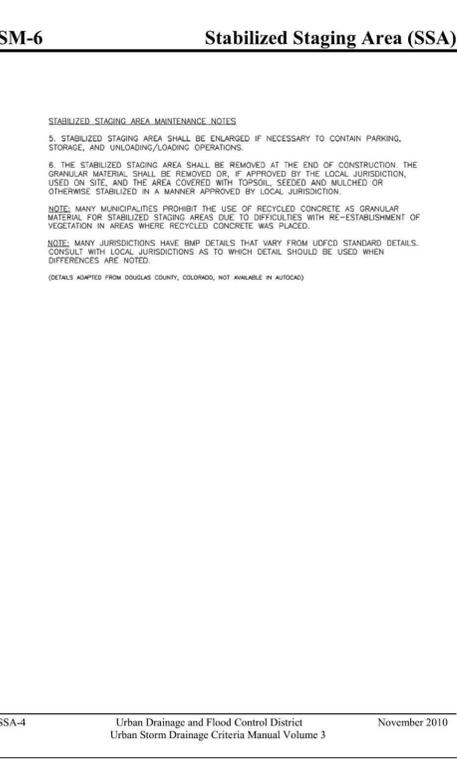 SM-6 Stabilized Staging Area (SSA)
STABILIZED STAGING AREA MAINTENANCE NOTES
5. STABILIZED STAGING AREA SHALL BE ENLARGED IF NECESSARY TO CONTAIN PARKING,
STORAGE, AND UNLOADING/LOADING OPERATIONS.
6. THE STABILIZED STAGING AREA SHALL BE REMOVED AT THE END OF CONSTRUCTION. THE
GRANULAR MATERIAL SHALL BE REMOVED OR, IF APPROVED BY THE LOCAL JURISDICTION,
USED ON SITE, AND THE AREA COVERED WITH TOPSOIL, SEEDED AND MULCHED OR
OTHERWISE STABILIZED IN A MANNER APPROVED BY LOCAL JURISDICTION.
NOTE: MANY MUNICIPALITIES PROHIBIT THE USE OF RECYCLED CONCRETE AS GRANULAR
MATERIAL FOR STABILIZED STAGING AREAS DUE TO DIFFICULTIES WITH RE-ESTABLISHMENT OF
VEGETATION IN AREAS WHERE RECYCLED CONCRETE WAS PLACED.
NOTE: MANY JURISDICTIONS HAVE BMP DETAILS THAT VARY FROM UDFCD STANDARD DETAILS.
CONSULT WITH LOCAL JURISDICTIONS AS TO WHICH DETAIL SHOULD BE USED WHEN
DIFFERENCES ARE NOTED.
(DETAILS ADAPTED FROM DOUGLAS COUNTY, COLORADO, NOT AVAILABLE IN AUTOCAD)
SSA-4 Urban Drainage and Flood Control District November 2010
Urban Storm Drainage Criteria Manual Volume 3